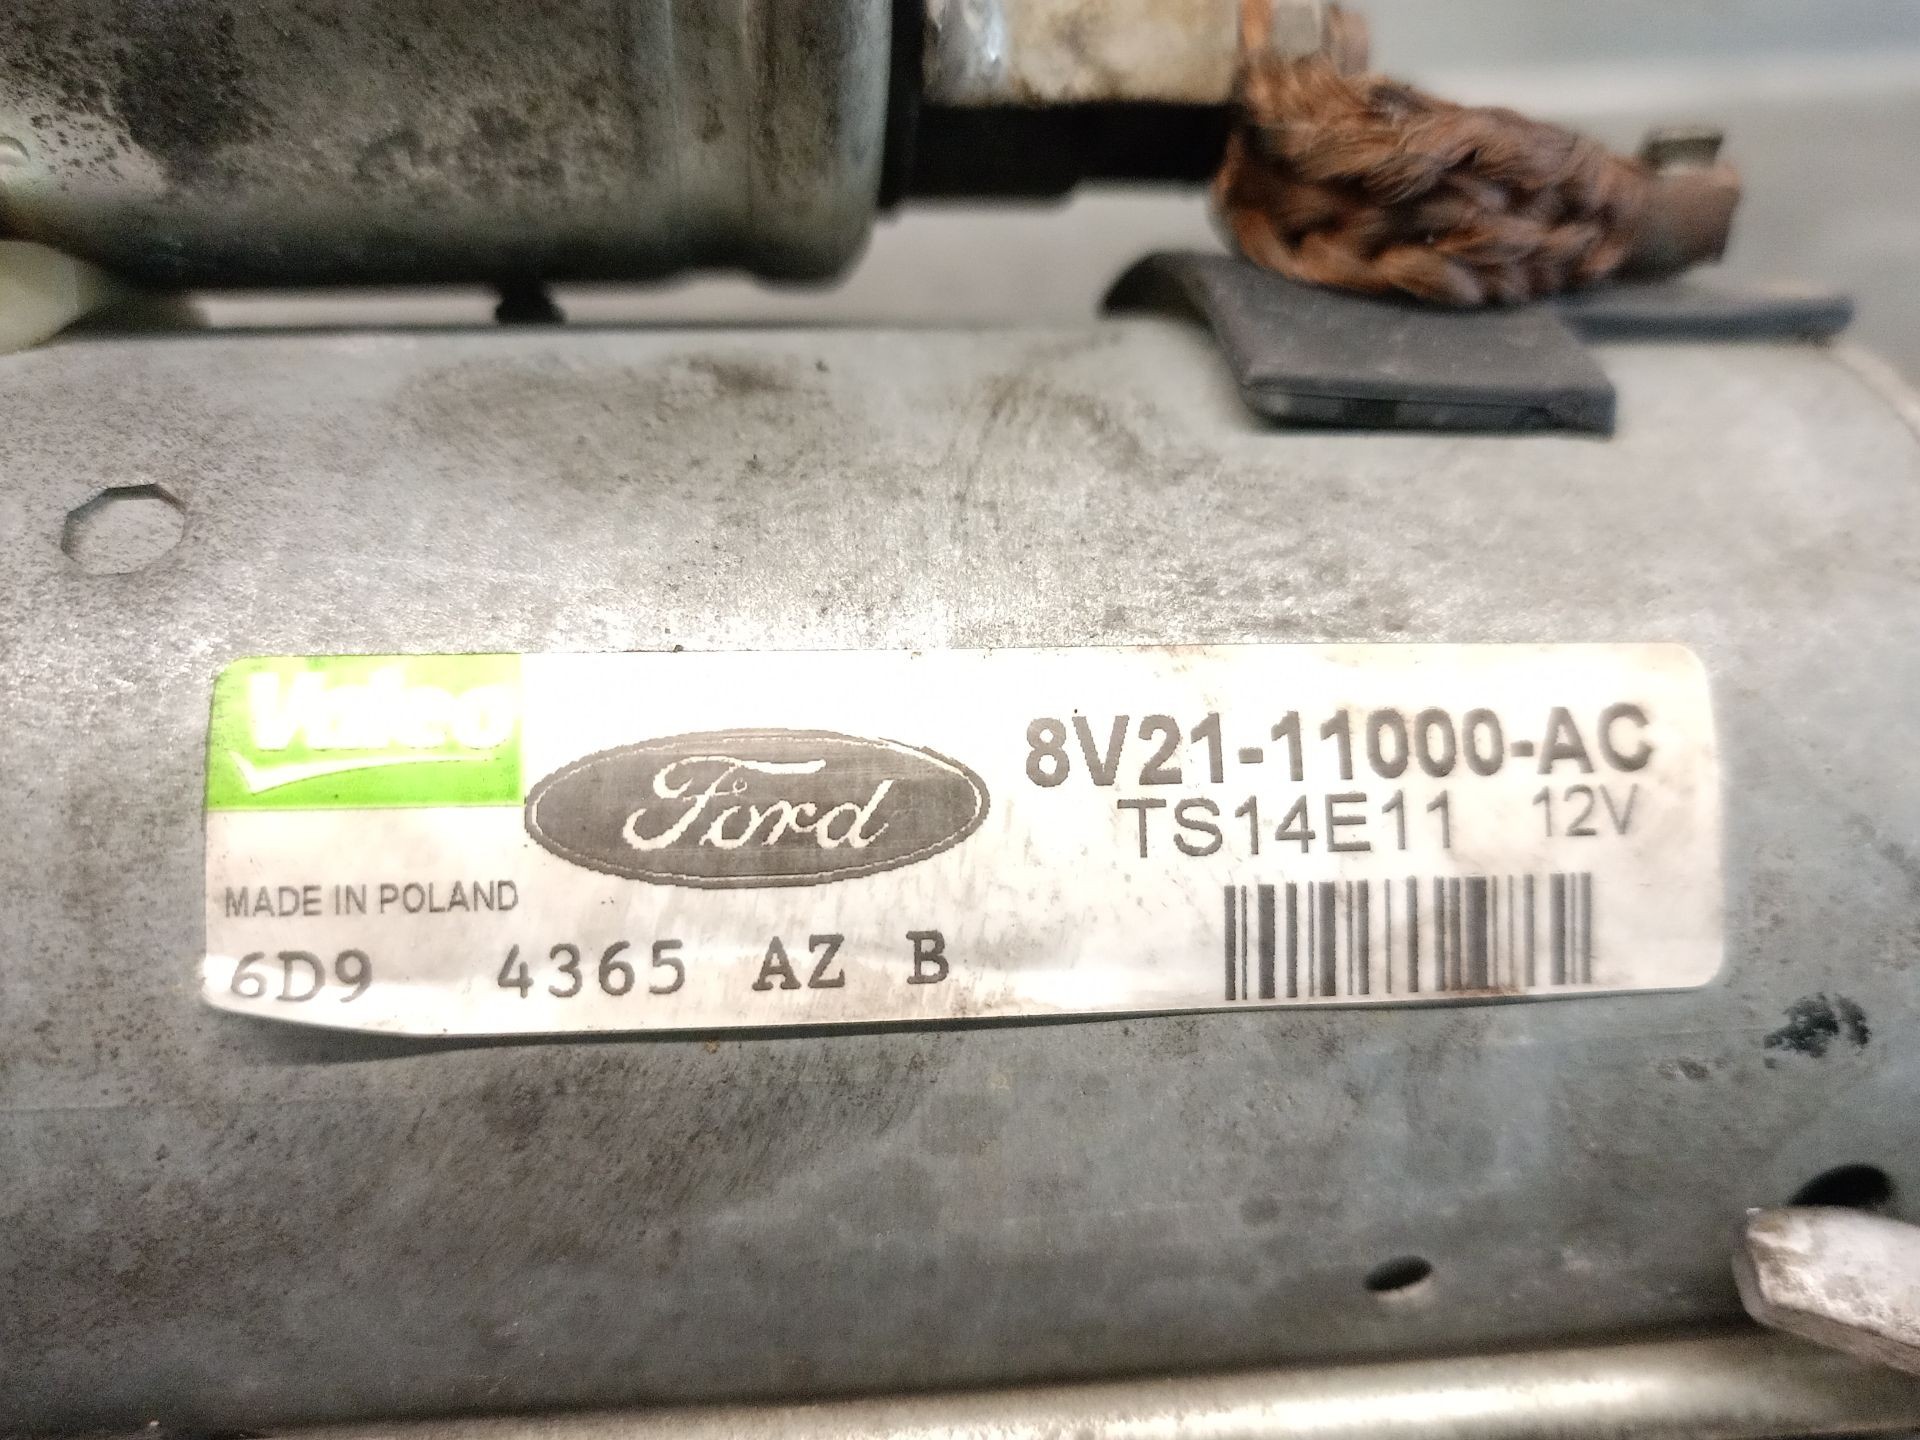 Valeo
Ford
8V21-11000-AC
TS14E11 12V
MADE IN POLAND
6D9 4365 AZ B